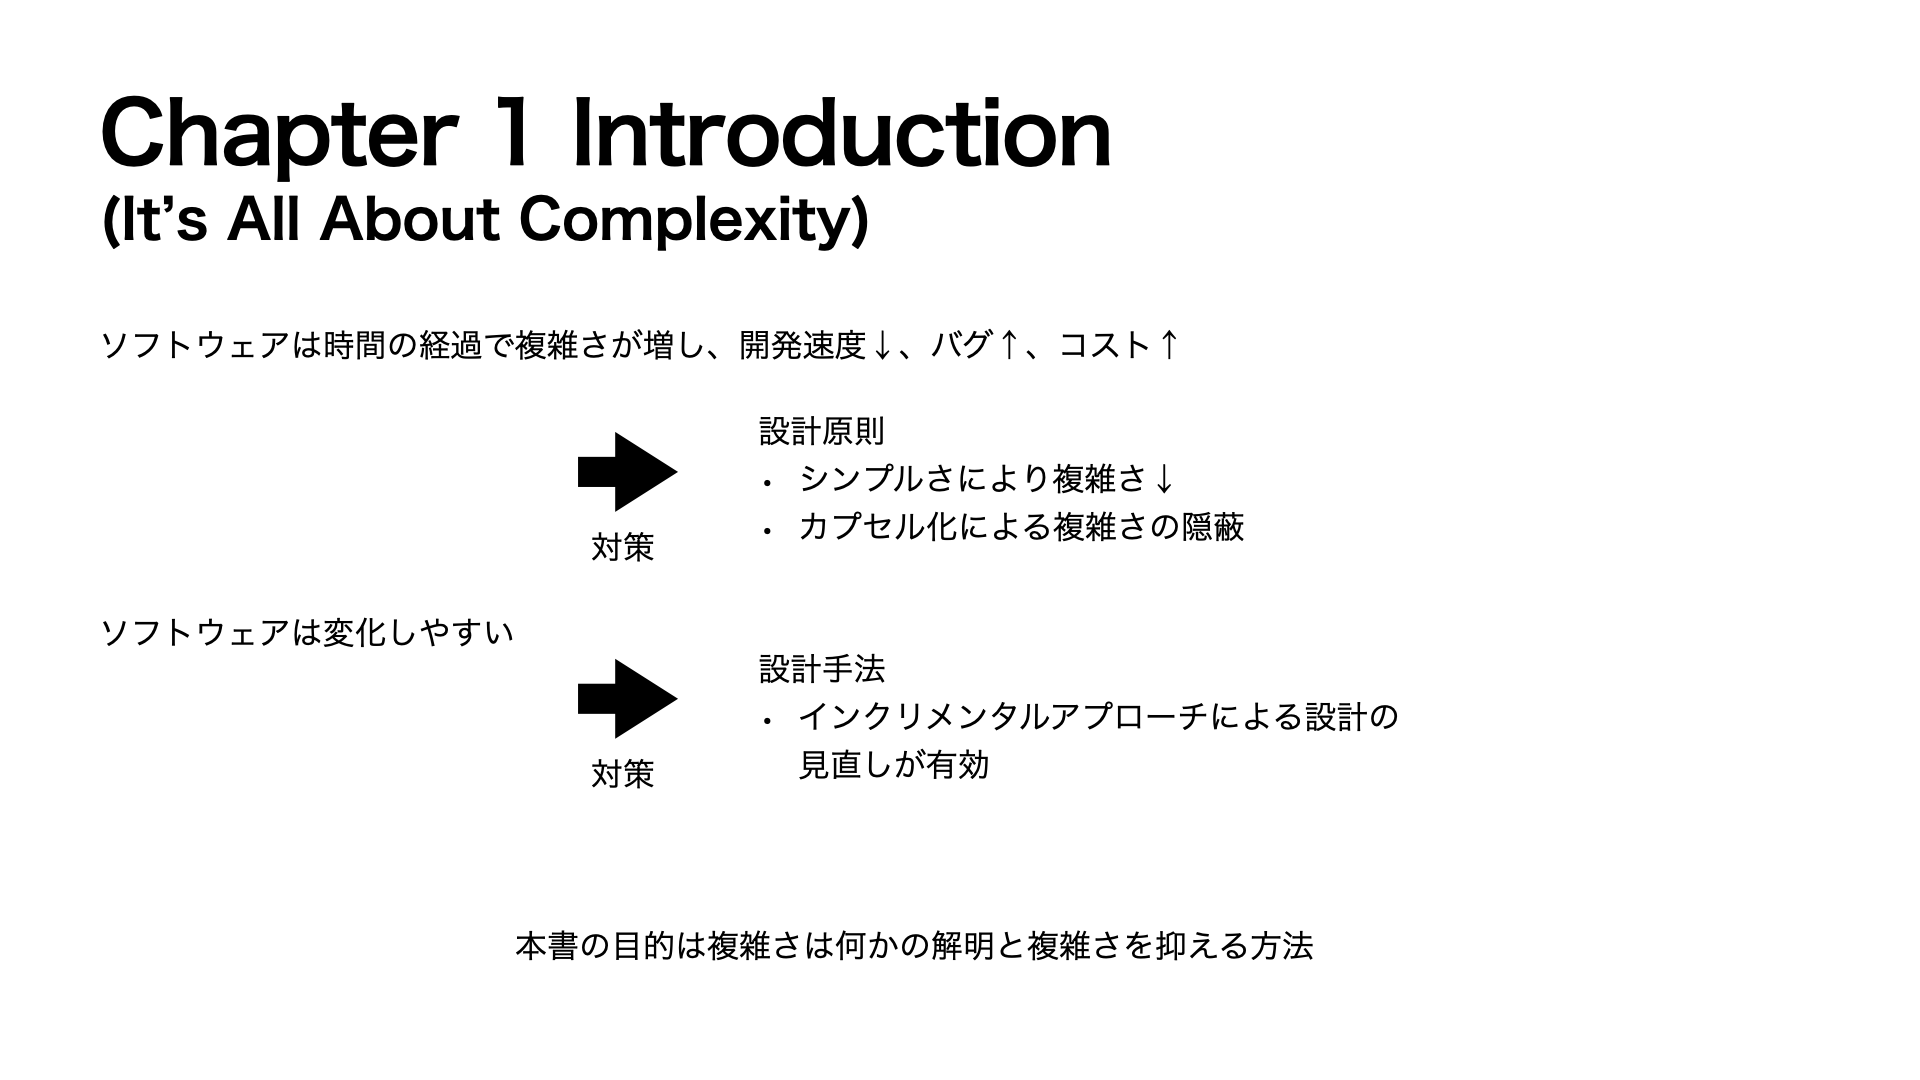 Chapter 1 Introduction
(It’s All About Complexity)
ソフトウェアは時間の経過で複雑さが増し、開発速度↓、バグ↑、コスト↑
設計原則
• シンプルさにより複雑さ↓
• カプセル化による複雑さの隠蔽
対策
ソフトウェアは変化しやすい
設計手法
• インクリメンタルアプローチによる設計の
見直しが有効
対策
本書の目的は複雑さは何かの解明と複雑さを抑える方法